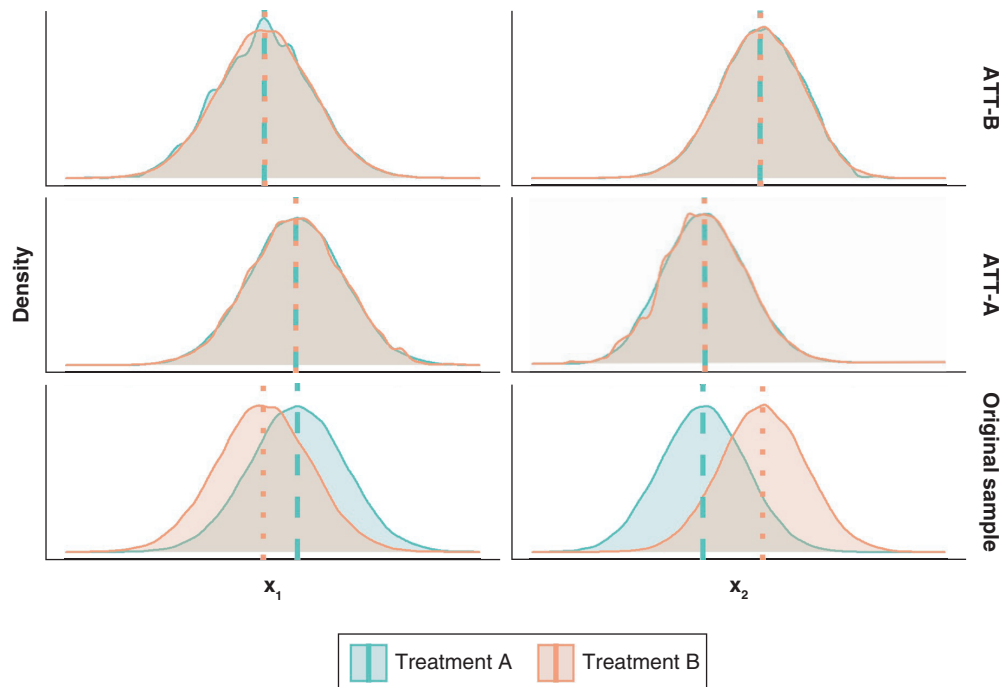 ATT-B
Density
ATT-A
Original sample
x1
x2
Treatment A
Treatment B